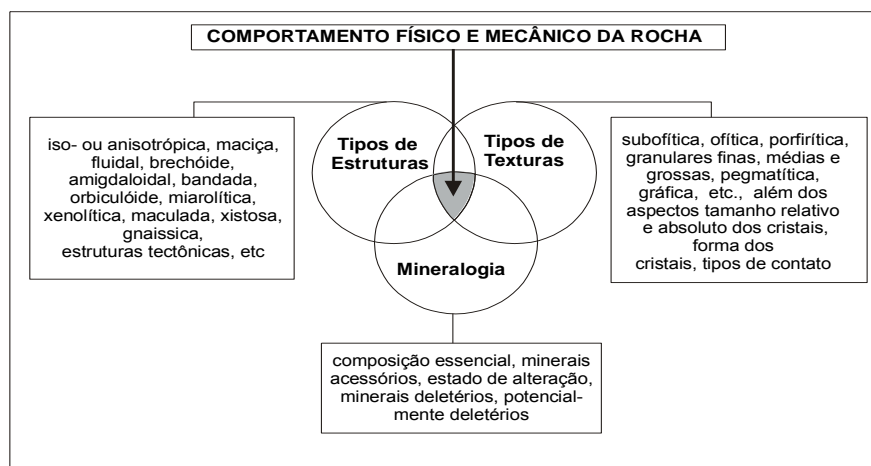 COMPORTAMENTO FÍSICO E MECÂNICO DA ROCHA
iso- ou anisotrópica, maciça,
fluidal, brechóide,
amigdaloidal, bandada,
orbiculóide, miarolítica,
xenolítica, maculada, xistosa,
gnaissica,
estruturas tectônicas, etc
Tipos de
Estruturas
Tipos de
Texturas
Mineralogia
subofítica, ofítica, porfirítica,
granulares finas, médias e
grossas, pegmatítica,
gráfica, etc., além dos
aspectos tamanho relativo
e absoluto dos cristais,
forma dos
cristais, tipos de contato
composição essencial, minerais
acessórios, estado de alteração,
minerais deletérios, potencial-
mente deletérios